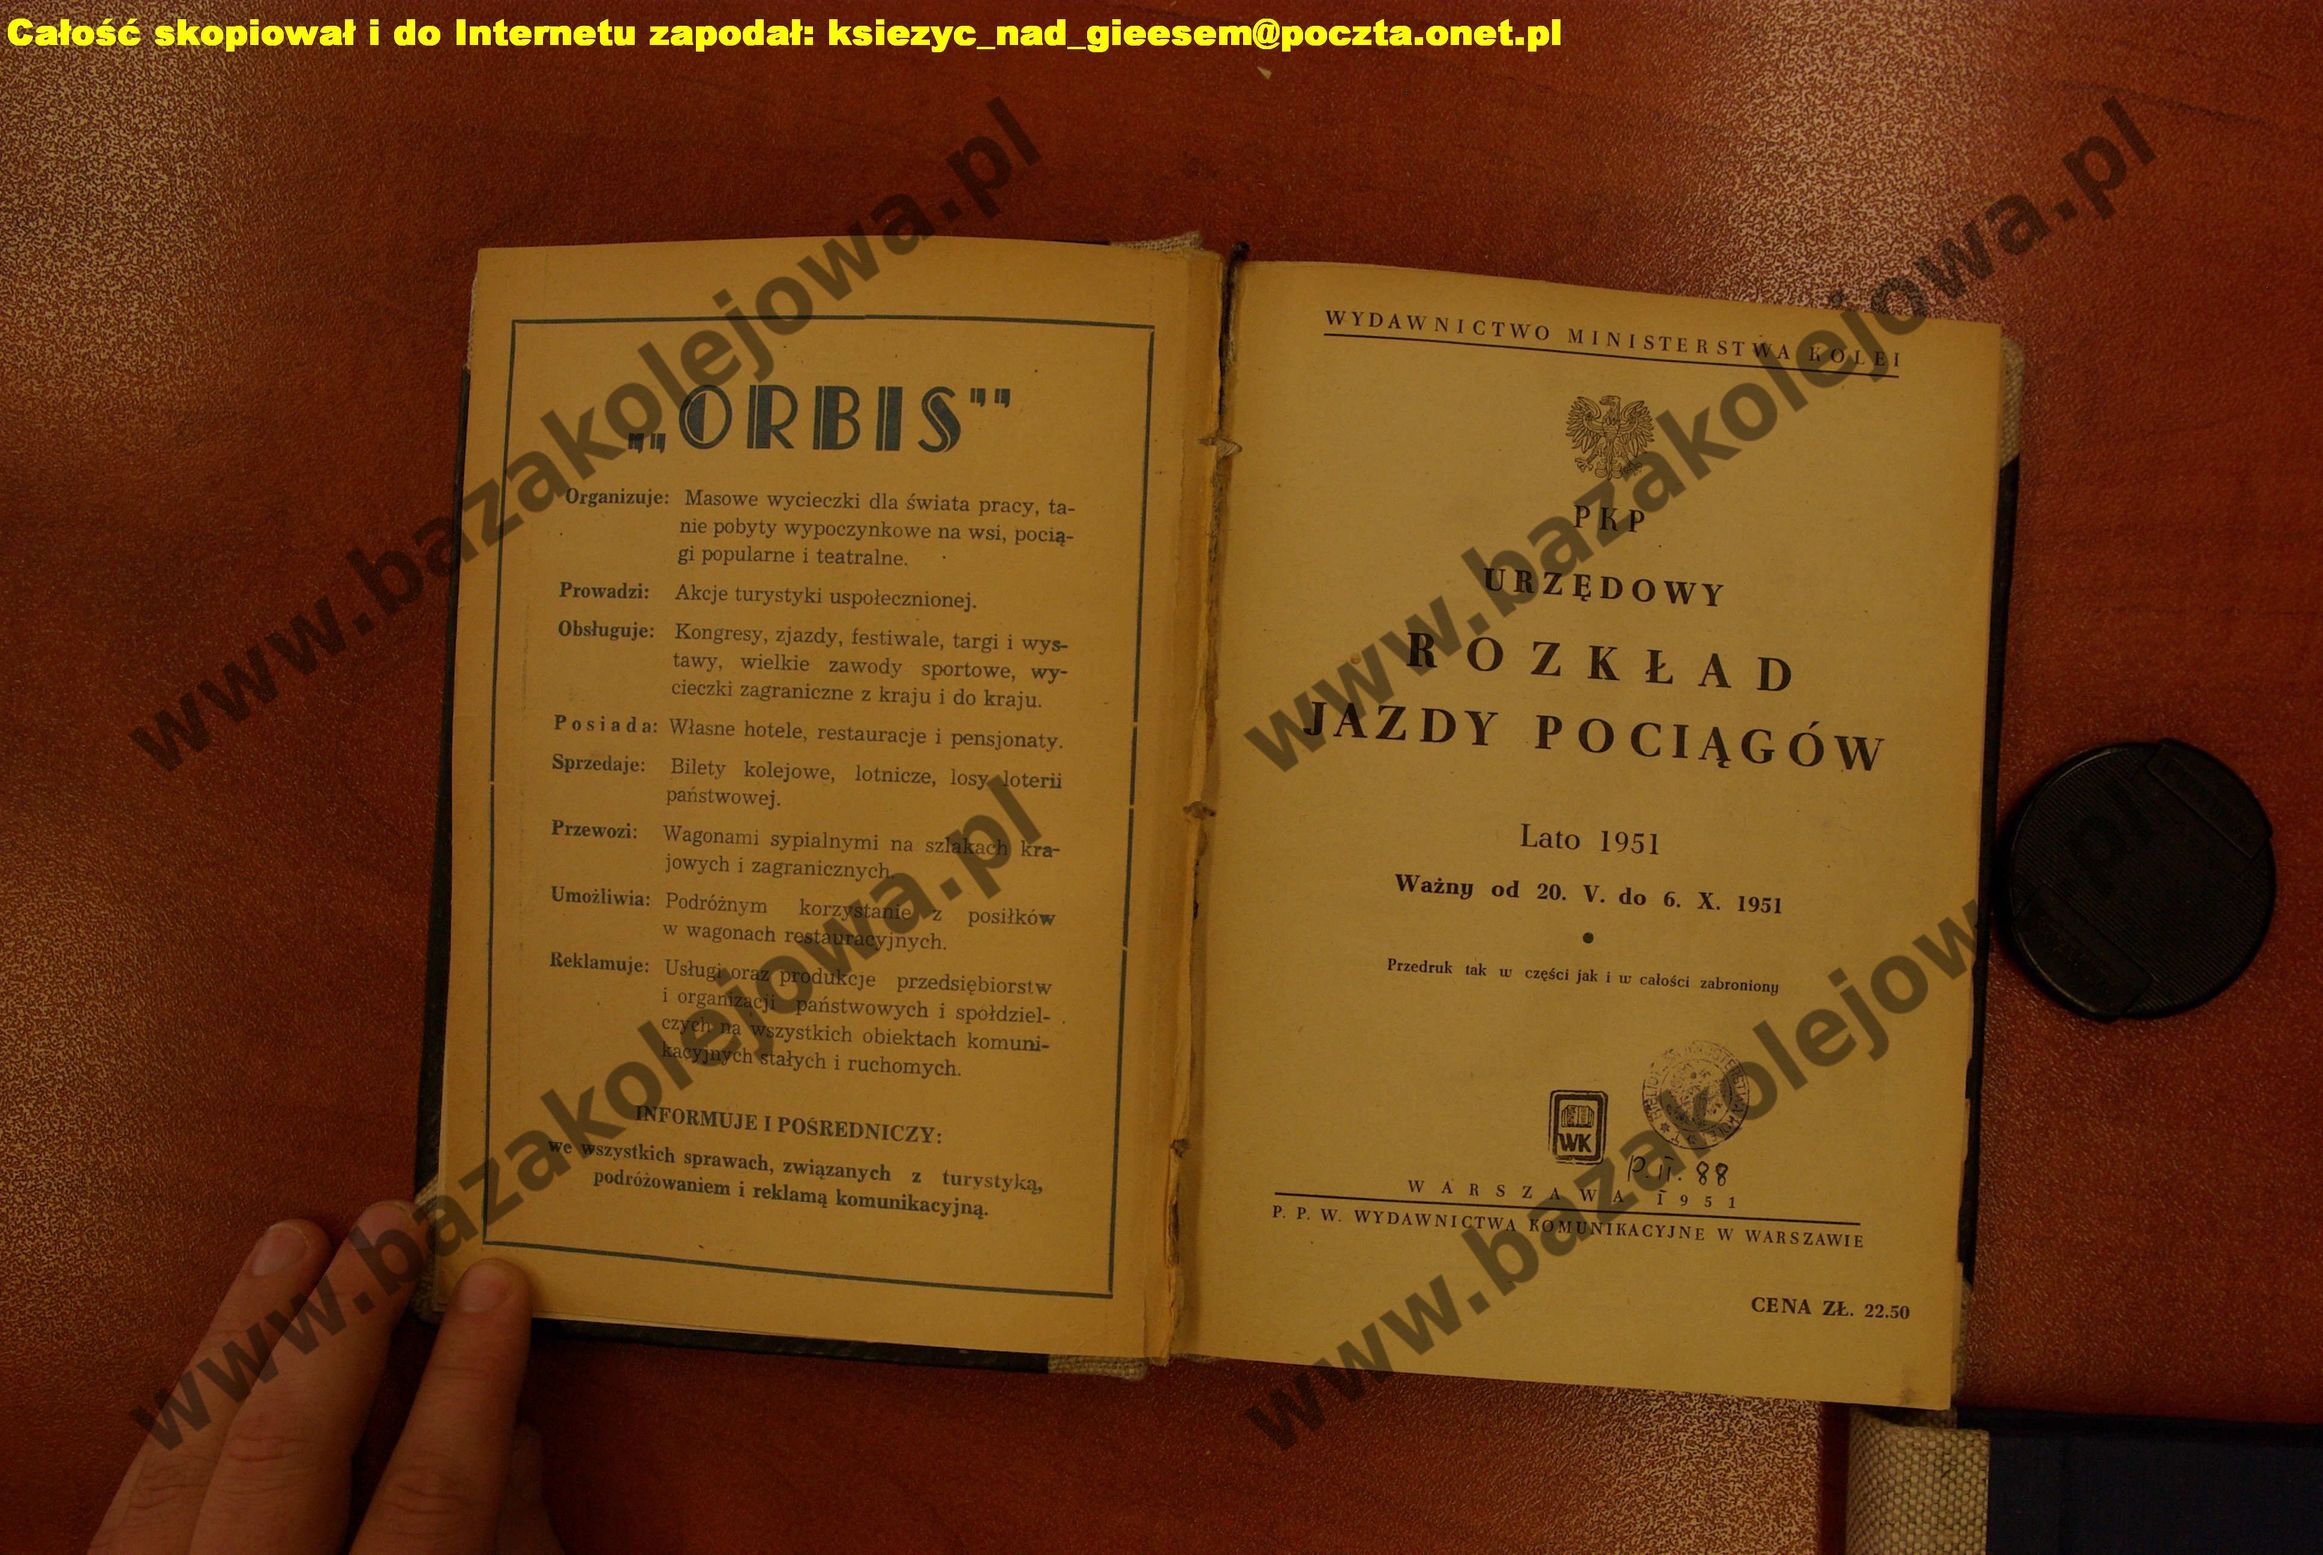 Całość skopiował i do Internetu zapodał: ksiezyc_nad_gieesem@poczta.onet.pl
„„ORBIS””
Organizuje: Masowe wycieczki dla świata pracy, ta-
nie pobyty wypoczynkowe na wsi, pocią-
gi popularne i teatralne.
Prowadzi: Akcje turystyki uspołecznionej.
Obsługuje: Kongresy, zjazdy, festiwale, targi i wys-
tawy, wielkie zawody sportowe, wy-
cieczki zagraniczne z kraju i do kraju.
Posiada: Własne hotele, restauracje i pensjonaty.
Sprzedaje: Bilety kolejowe, lotnicze, losy loterii
państwowej.
Przewozi: Wagonami sypialnymi na szlakach kra-
jowych i zagranicznych.
Umożliwia: Podróżnym korzystanie z posiłków
w wagonach restauracyjnych.
Reklamuje: Usługi oraz produkcje przedsiębiorstw
i organizacji państwowych i spółdziel-
czych na wszystkich obiektach komuni-
kacyjnych stałych i ruchomych.
INFORMUJE I POŚREDNICZY:
we wszystkich sprawach, związanych z turystyką,
podróżowaniem i reklamą komunikacyjną.
WYDAWNICTWO MINISTERSTWA KOLEI
PKP
URZĘDOWY
ROZKŁAD
JAZDY POCIĄGÓW
Lato 1951
Ważny od 20. V. do 6. X. 1951
Przedruk tak w części jak i w całości zabroniony
WK
P.II.88
WARSZAWA 1951
P. P. W. WYDAWNICTWA KOMUNIKACYJNE W WARSZAWIE
CENA ZŁ. 22.50
www.bazakolejowa.pl
www.bazakolejowa.pl
www.bazakolejowa.pl
www.bazakolejowa.pl